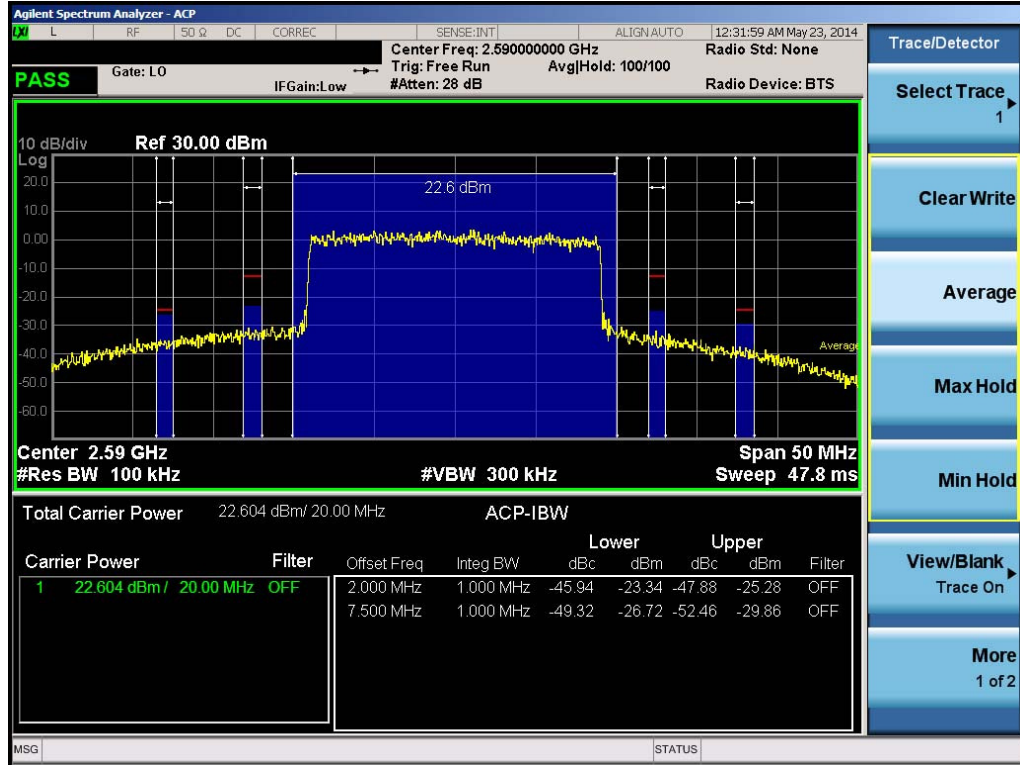 Agilent Spectrum Analyzer - ACP
LXI L RF 50 Ω DC CORREC SENSE:INT ALIGN AUTO 12:31:59 AM May 23, 2014
Center Freq: 2.590000000 GHz Radio Std: None
PASS Gate: LO Trig: Free Run Avg|Hold: 100/100
IFGain:Low #Atten: 28 dB Radio Device: BTS
10 dB/div Ref 30.00 dBm
Log
20.0
22.6 dBm
10.0
0.00
-10.0
-20.0
-30.0
Average
-40.0
-50.0
-60.0
Center 2.59 GHz Span 50 MHz
#Res BW 100 kHz #VBW 300 kHz Sweep 47.8 ms
Total Carrier Power 22.604 dBm/ 20.00 MHz ACP-IBW
Lower Upper
Carrier Power Filter Offset Freq Integ BW dBc dBm dBc dBm Filter
1 22.604 dBm / 20.00 MHz OFF 2.000 MHz 1.000 MHz -45.94 -23.34 -47.88 -25.28 OFF
7.500 MHz 1.000 MHz -49.32 -26.72 -52.46 -29.86 OFF
MSG STATUS
Trace/Detector
Select Trace
1
Clear Write
Average
Max Hold
Min Hold
View/Blank
Trace On
More
1 of 2